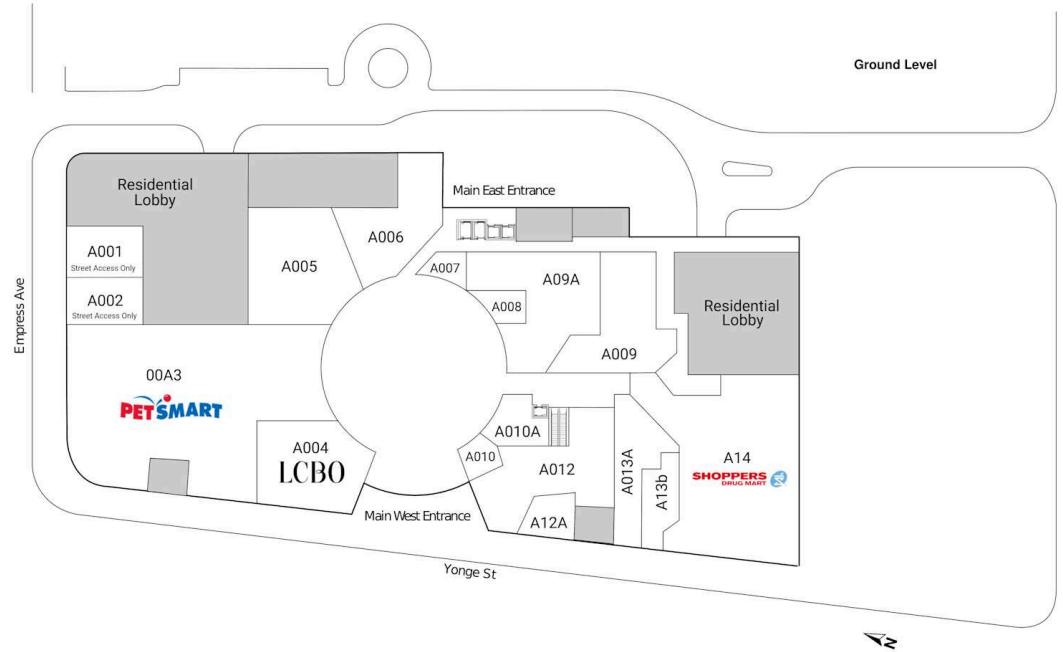 Ground Level
Residential
Lobby
Main East Entrance
A001
Street Access Only
A006
A005
A007
A09A
A002
Street Access Only
A008
Residential
Lobby
Empress Ave
A009
00A3
PETSMART
A010A
A004
LCBO
A010
A012
A013A
A14
SHOPPERS
DRUG MART
A13b
Main West Entrance
A12A
Yonge St
N